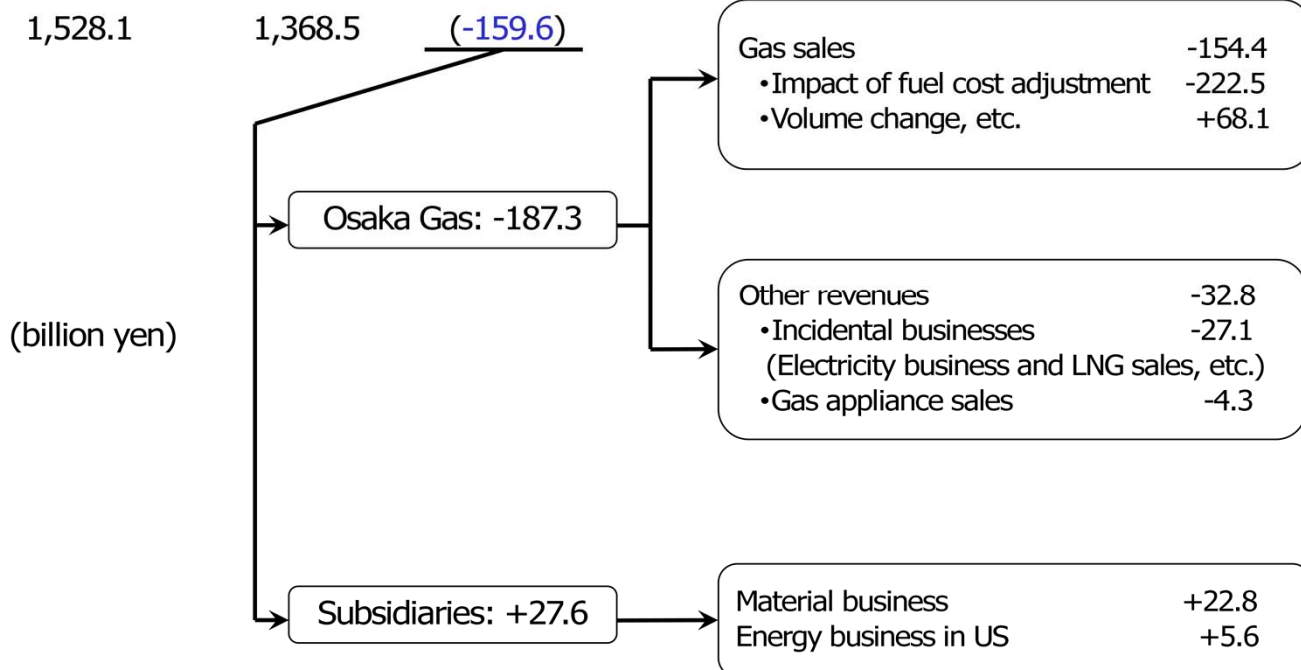 1,528.1 1,368.5 (-159.6)
Gas sales -154.4
•Impact of fuel cost adjustment -222.5
•Volume change, etc. +68.1
Osaka Gas: -187.3
Other revenues -32.8
•Incidental businesses -27.1
(Electricity business and LNG sales, etc.)
•Gas appliance sales -4.3
(billion yen)
Subsidiaries: +27.6
Material business +22.8
Energy business in US +5.6